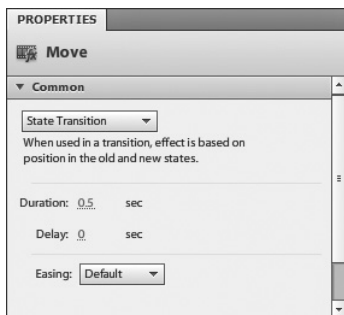 PROPERTIES
Move
Common
State Transition
When used in a transition, effect is based on
position in the old and new states.
Duration: 0.5 sec
Delay: 0 sec
Easing: Default